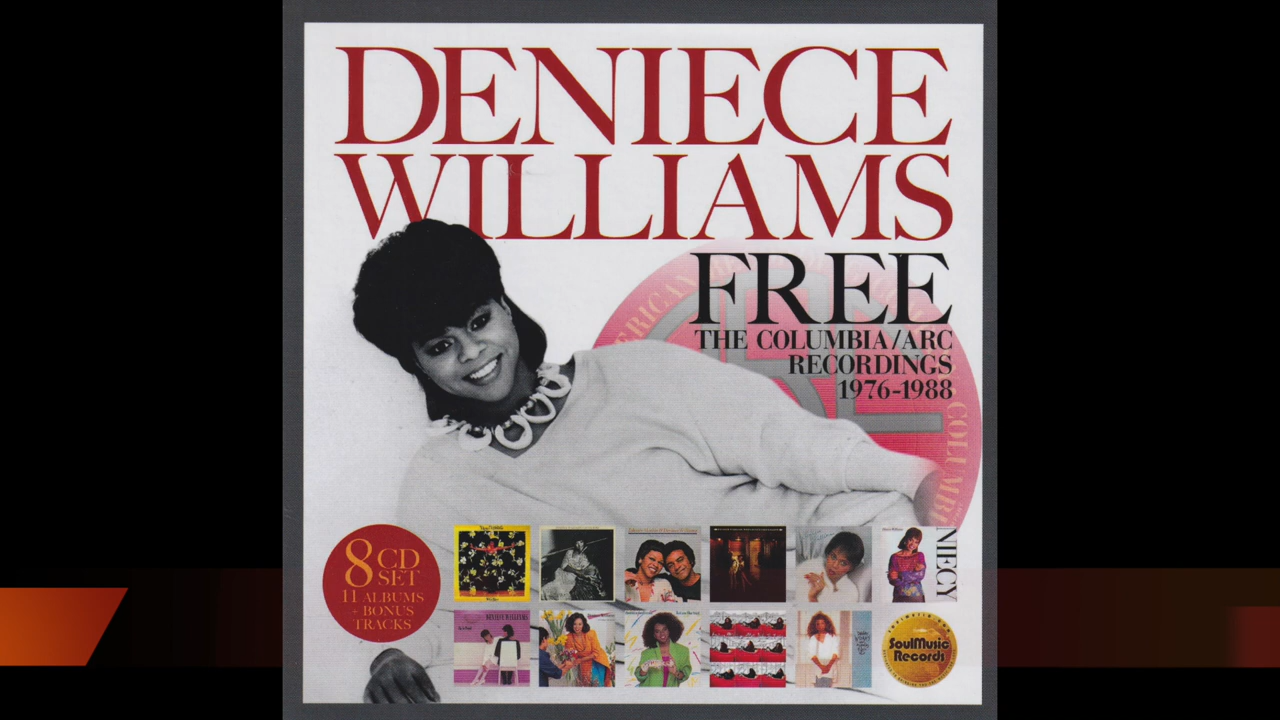 DENIECE
WILLIAMS
FREE
THE COLUMBIA/ARC
RECORDINGS
1976-1988
8 CD
SET
11 ALBUMS
+ BONUS
TRACKS
NIECY
SoulMusic
Records